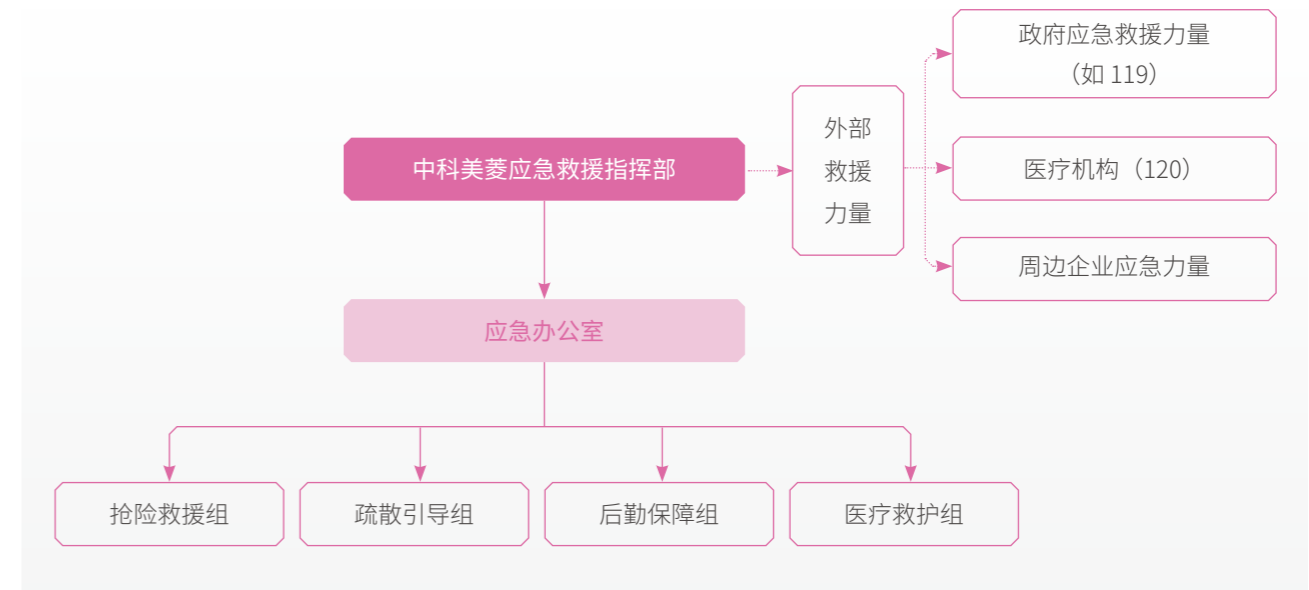 政府应急救援力量
（如 119）
外部
救援
力量
中科美菱应急救援指挥部
医疗机构（120）
周边企业应急力量
应急办公室
抢险救援组
疏散引导组
后勤保障组
医疗救护组